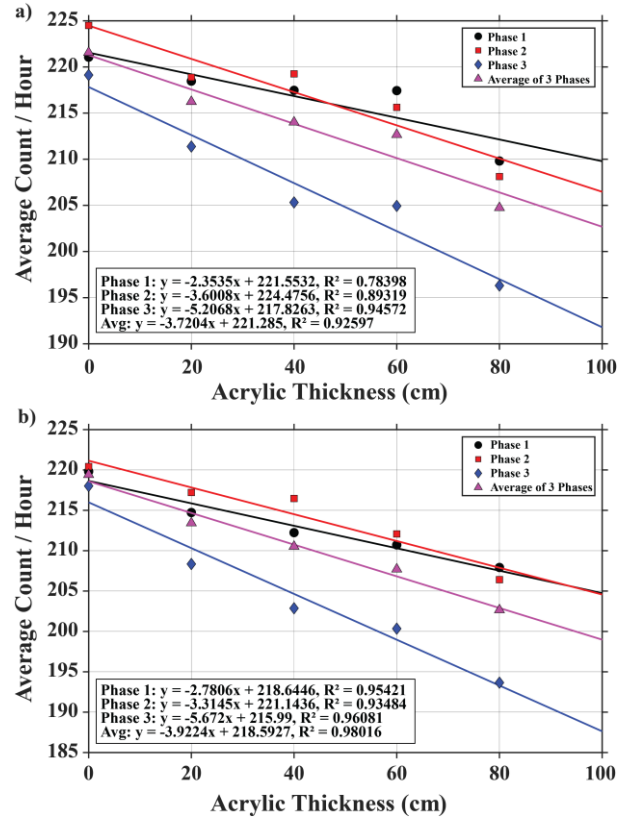 a)
225
220
215
210
205
200
195
190
Average Count / Hour
Phase 1
Phase 2
Phase 3
Average of 3 Phases
Phase 1: y = -2.3535x + 221.5532, R² = 0.78398
Phase 2: y = -3.6008x + 224.4756, R² = 0.89319
Phase 3: y = -5.2068x + 217.8263, R² = 0.94572
Avg: y = -3.7204x + 221.285, R² = 0.92597
0 20 40 60 80 100
Acrylic Thickness (cm)
b)
225
220
215
210
205
200
195
190
185
Average Count / Hour
Phase 1
Phase 2
Phase 3
Average of 3 Phases
Phase 1: y = -2.7806x + 218.6446, R² = 0.95421
Phase 2: y = -3.3145x + 221.1436, R² = 0.93484
Phase 3: y = -5.672x + 215.99, R² = 0.96081
Avg: y = -3.9224x + 218.5927, R² = 0.98016
0 20 40 60 80 100
Acrylic Thickness (cm)